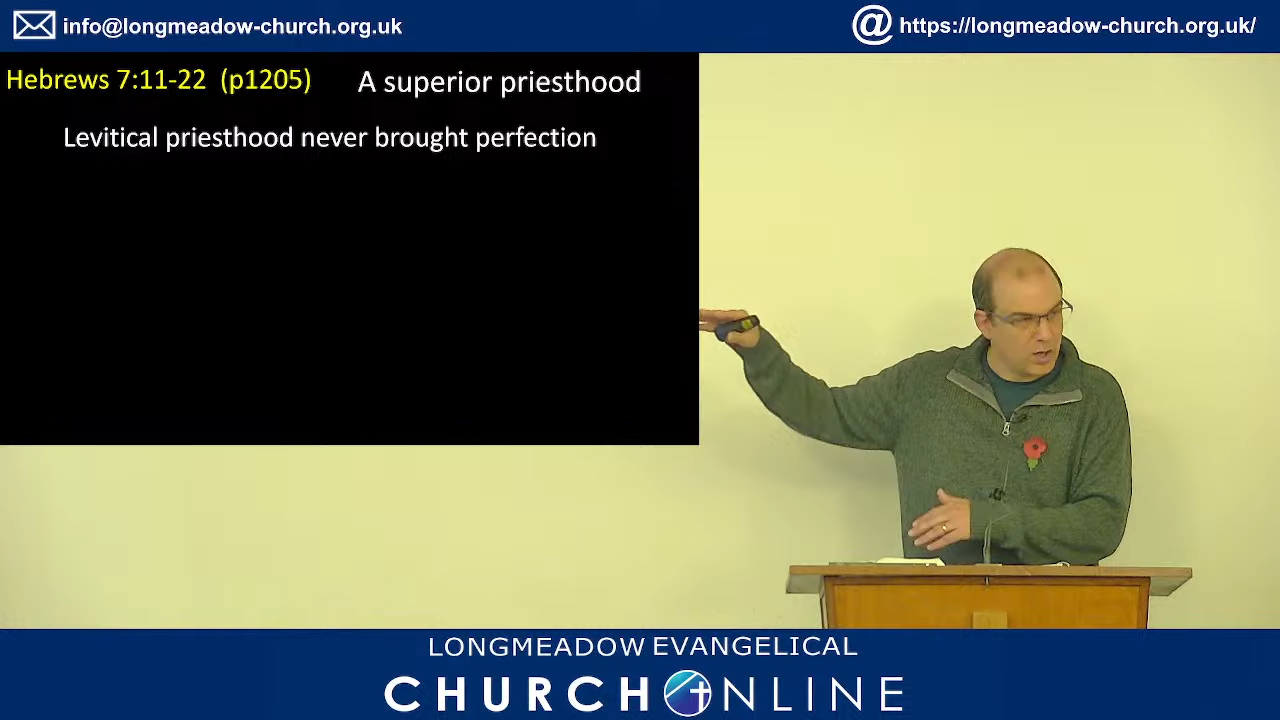 info@longmeadow-church.org.uk
https://longmeadow-church.org.uk/
Hebrews 7:11-22 (p1205) A superior priesthood
Levitical priesthood never brought perfection
LONGMEADOW EVANGELICAL
CHURCH ONLINE